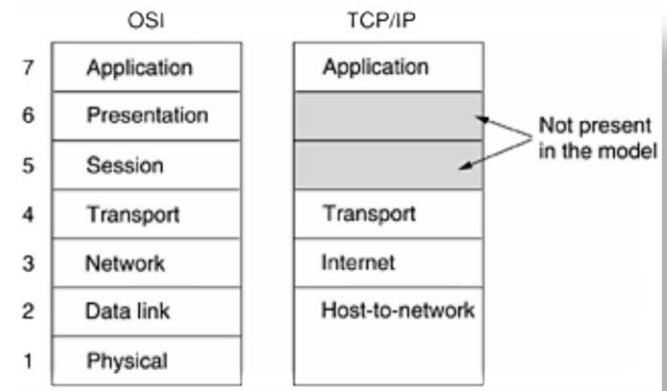 OSI TCP/IP
7 Application Application
6 Presentation
Not present
in the model
5 Session
4 Transport Transport
3 Network Internet
2 Data link Host-to-network
1 Physical